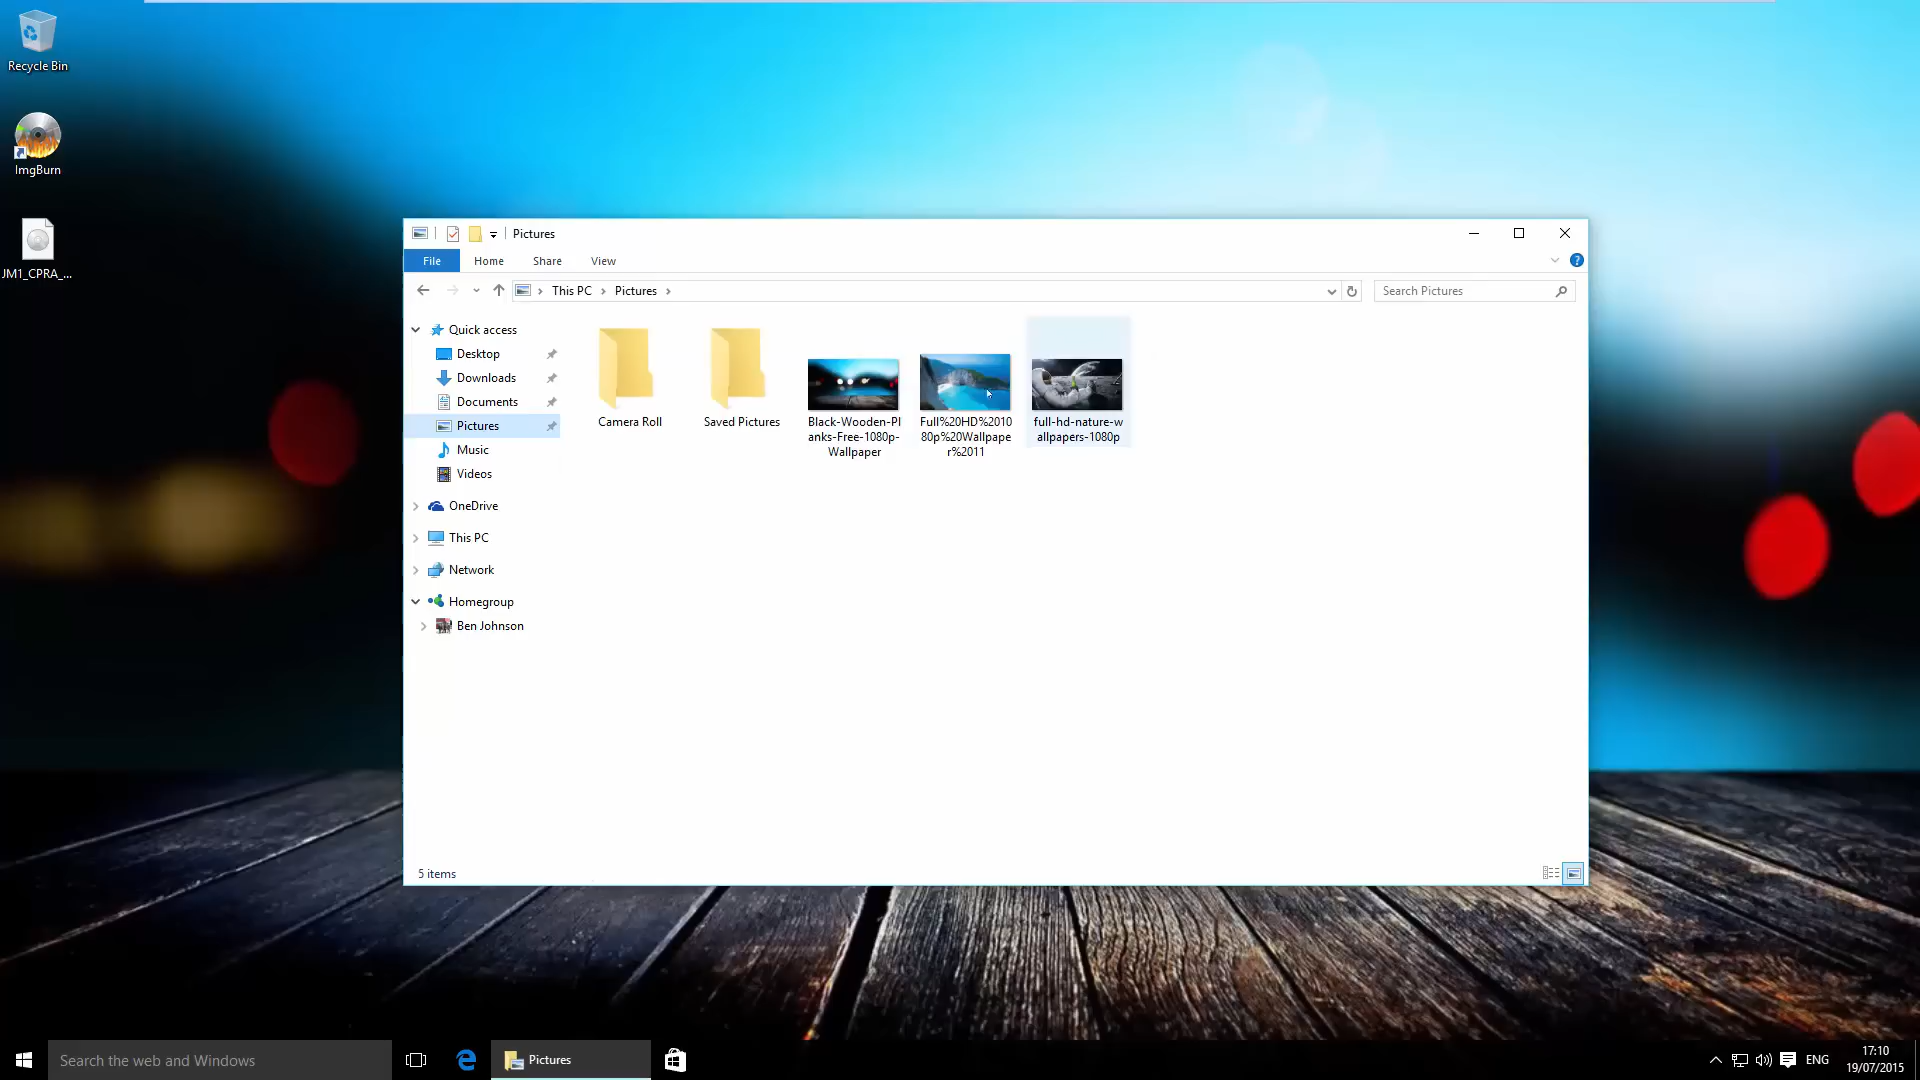 Recycle Bin
ImgBurn
JM1_CPRA_...
Pictures
File
Home
Share
View
This PC
Pictures
Search Pictures
Quick access
Desktop
Downloads
Documents
Pictures
Music
Videos
OneDrive
This PC
Network
Homegroup
Ben Johnson
Camera Roll
Saved Pictures
Black-Wooden-Pl
anks-Free-1080p-
Wallpaper
Full%20HD%2010
80p%20Wallpape
r%2011
full-hd-nature-w
allpapers-1080p
5 items
Search the web and Windows
Pictures
ENG
17:10
19/07/2015